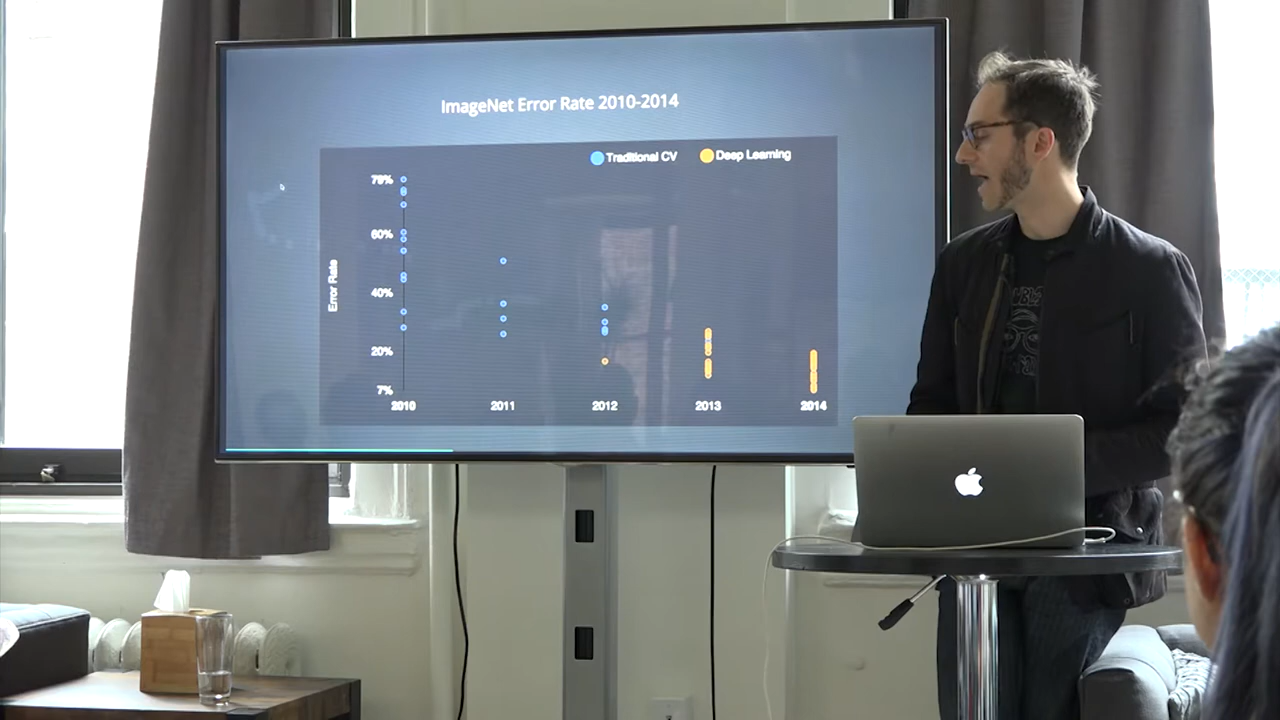 ImageNet Error Rate 2010-2014
Traditional CV
Deep Learning
79%
60%
40%
20%
7%
Error Rate
2010
2011
2012
2013
2014